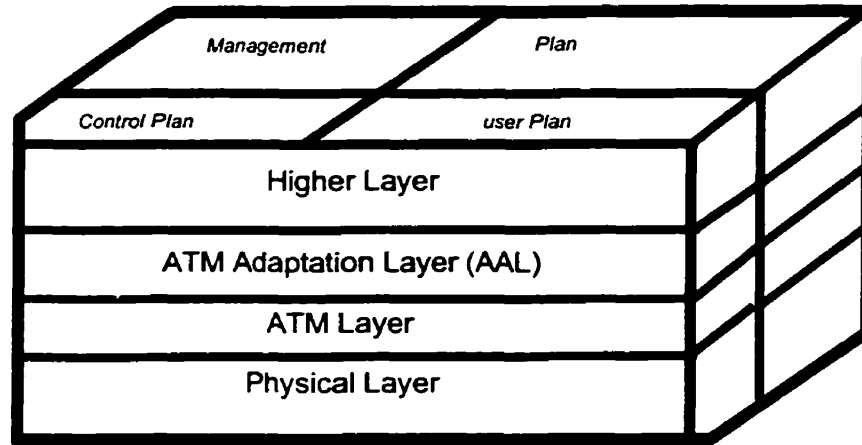 Management Plan
Control Plan user Plan
Higher Layer
ATM Adaptation Layer (AAL)
ATM Layer
Physical Layer